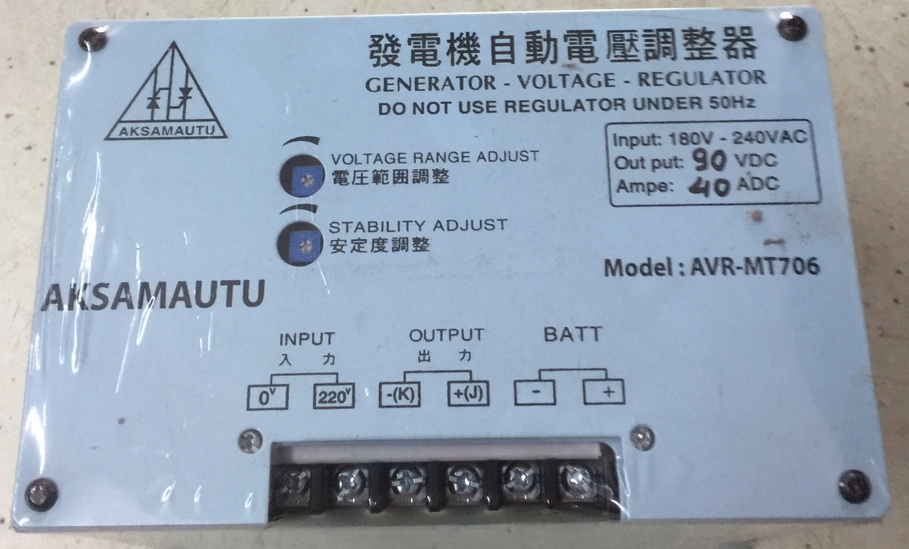 發電機自動電壓調整器
GENERATOR - VOLTAGE - REGULATOR
DO NOT USE REGULATOR UNDER 50Hz
AKSAMAUTU
Input: 180V - 240VAC
Out put: 90 VDC
Ampe: 40 ADC
VOLTAGE RANGE ADJUST
電圧範囲調整
STABILITY ADJUST
安定度調整
Model : AVR-MT706
AKSAMAUTU
INPUT OUTPUT BATT
入 力 出 力
0V 220V -(K) +(J) - +